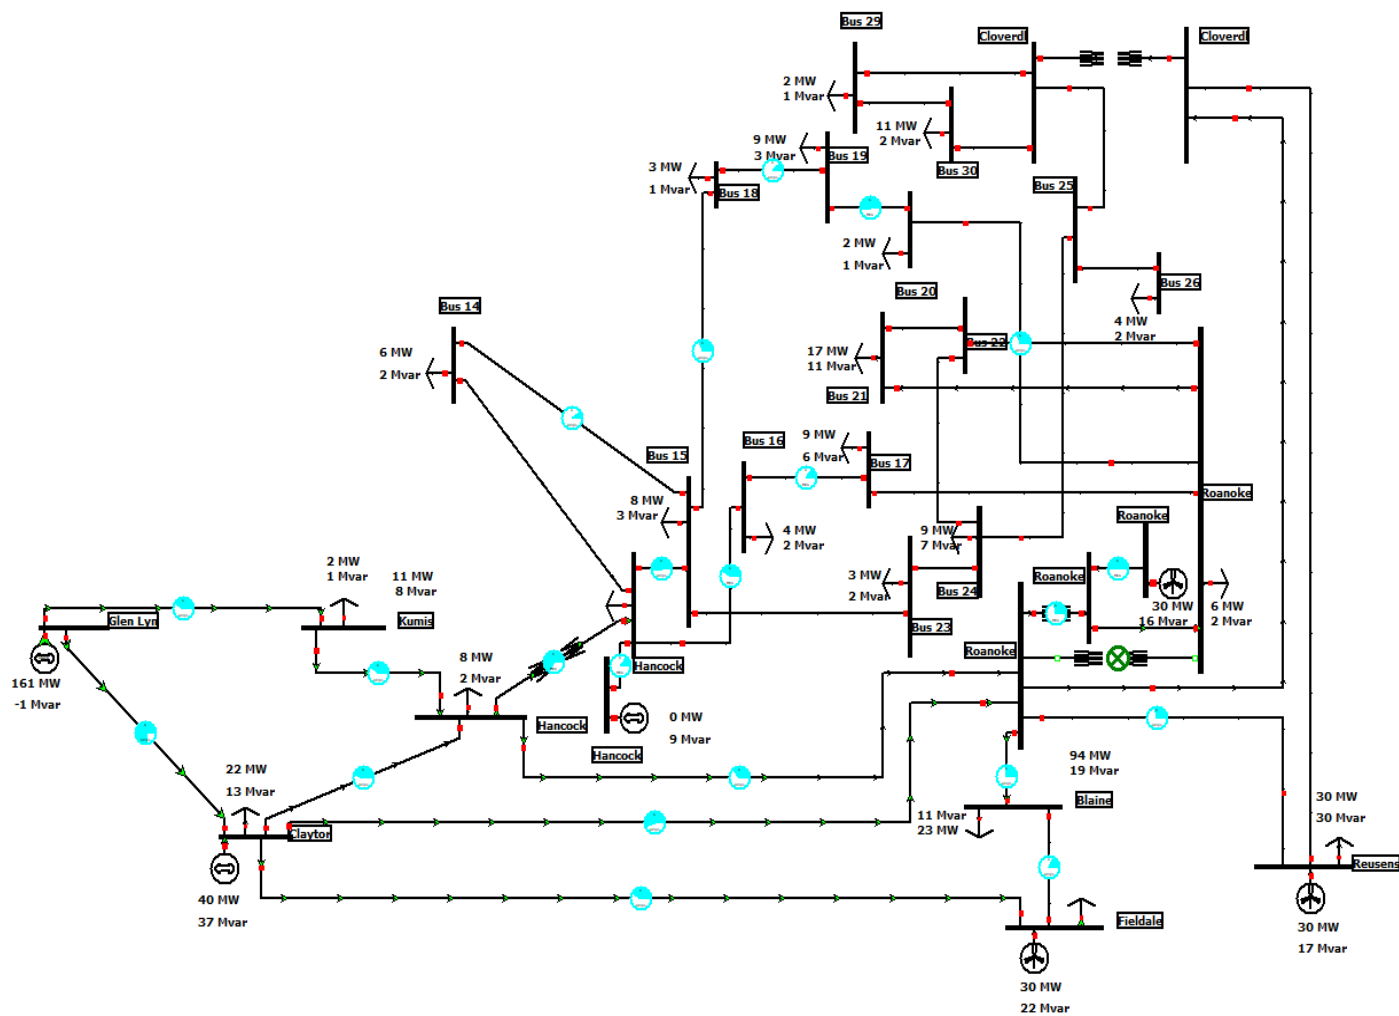 Bus 29
Cloverdl
Cloverdl
2 MW
1 Mvar
11 MW
2 Mvar
9 MW
3 Mvar
Bus 19
Bus 30
3 MW
1 Mvar
Bus 18
Bus 25
2 MW
1 Mvar
Bus 26
Bus 20
Bus 14
4 MW
2 Mvar
Bus 22
6 MW
2 Mvar
17 MW
11 Mvar
Bus 21
9 MW
6 Mvar
Bus 16
Bus 15
Bus 17
8 MW
3 Mvar
Roanoke
Roanoke
4 MW
2 Mvar
9 MW
7 Mvar
2 MW
1 Mvar
11 MW
8 Mvar
3 MW
2 Mvar
Bus 24
Roanoke
30 MW
16 Mvar
6 MW
2 Mvar
Glen Lyn
Kumis
Bus 23
Roanoke
8 MW
2 Mvar
Hancock
161 MW
-1 Mvar
0 MW
9 Mvar
Hancock
Hancock
94 MW
19 Mvar
22 MW
13 Mvar
Blaine
30 MW
30 Mvar
11 Mvar
23 MW
Claytor
Reusens
40 MW
37 Mvar
Fieldale
30 MW
17 Mvar
30 MW
22 Mvar